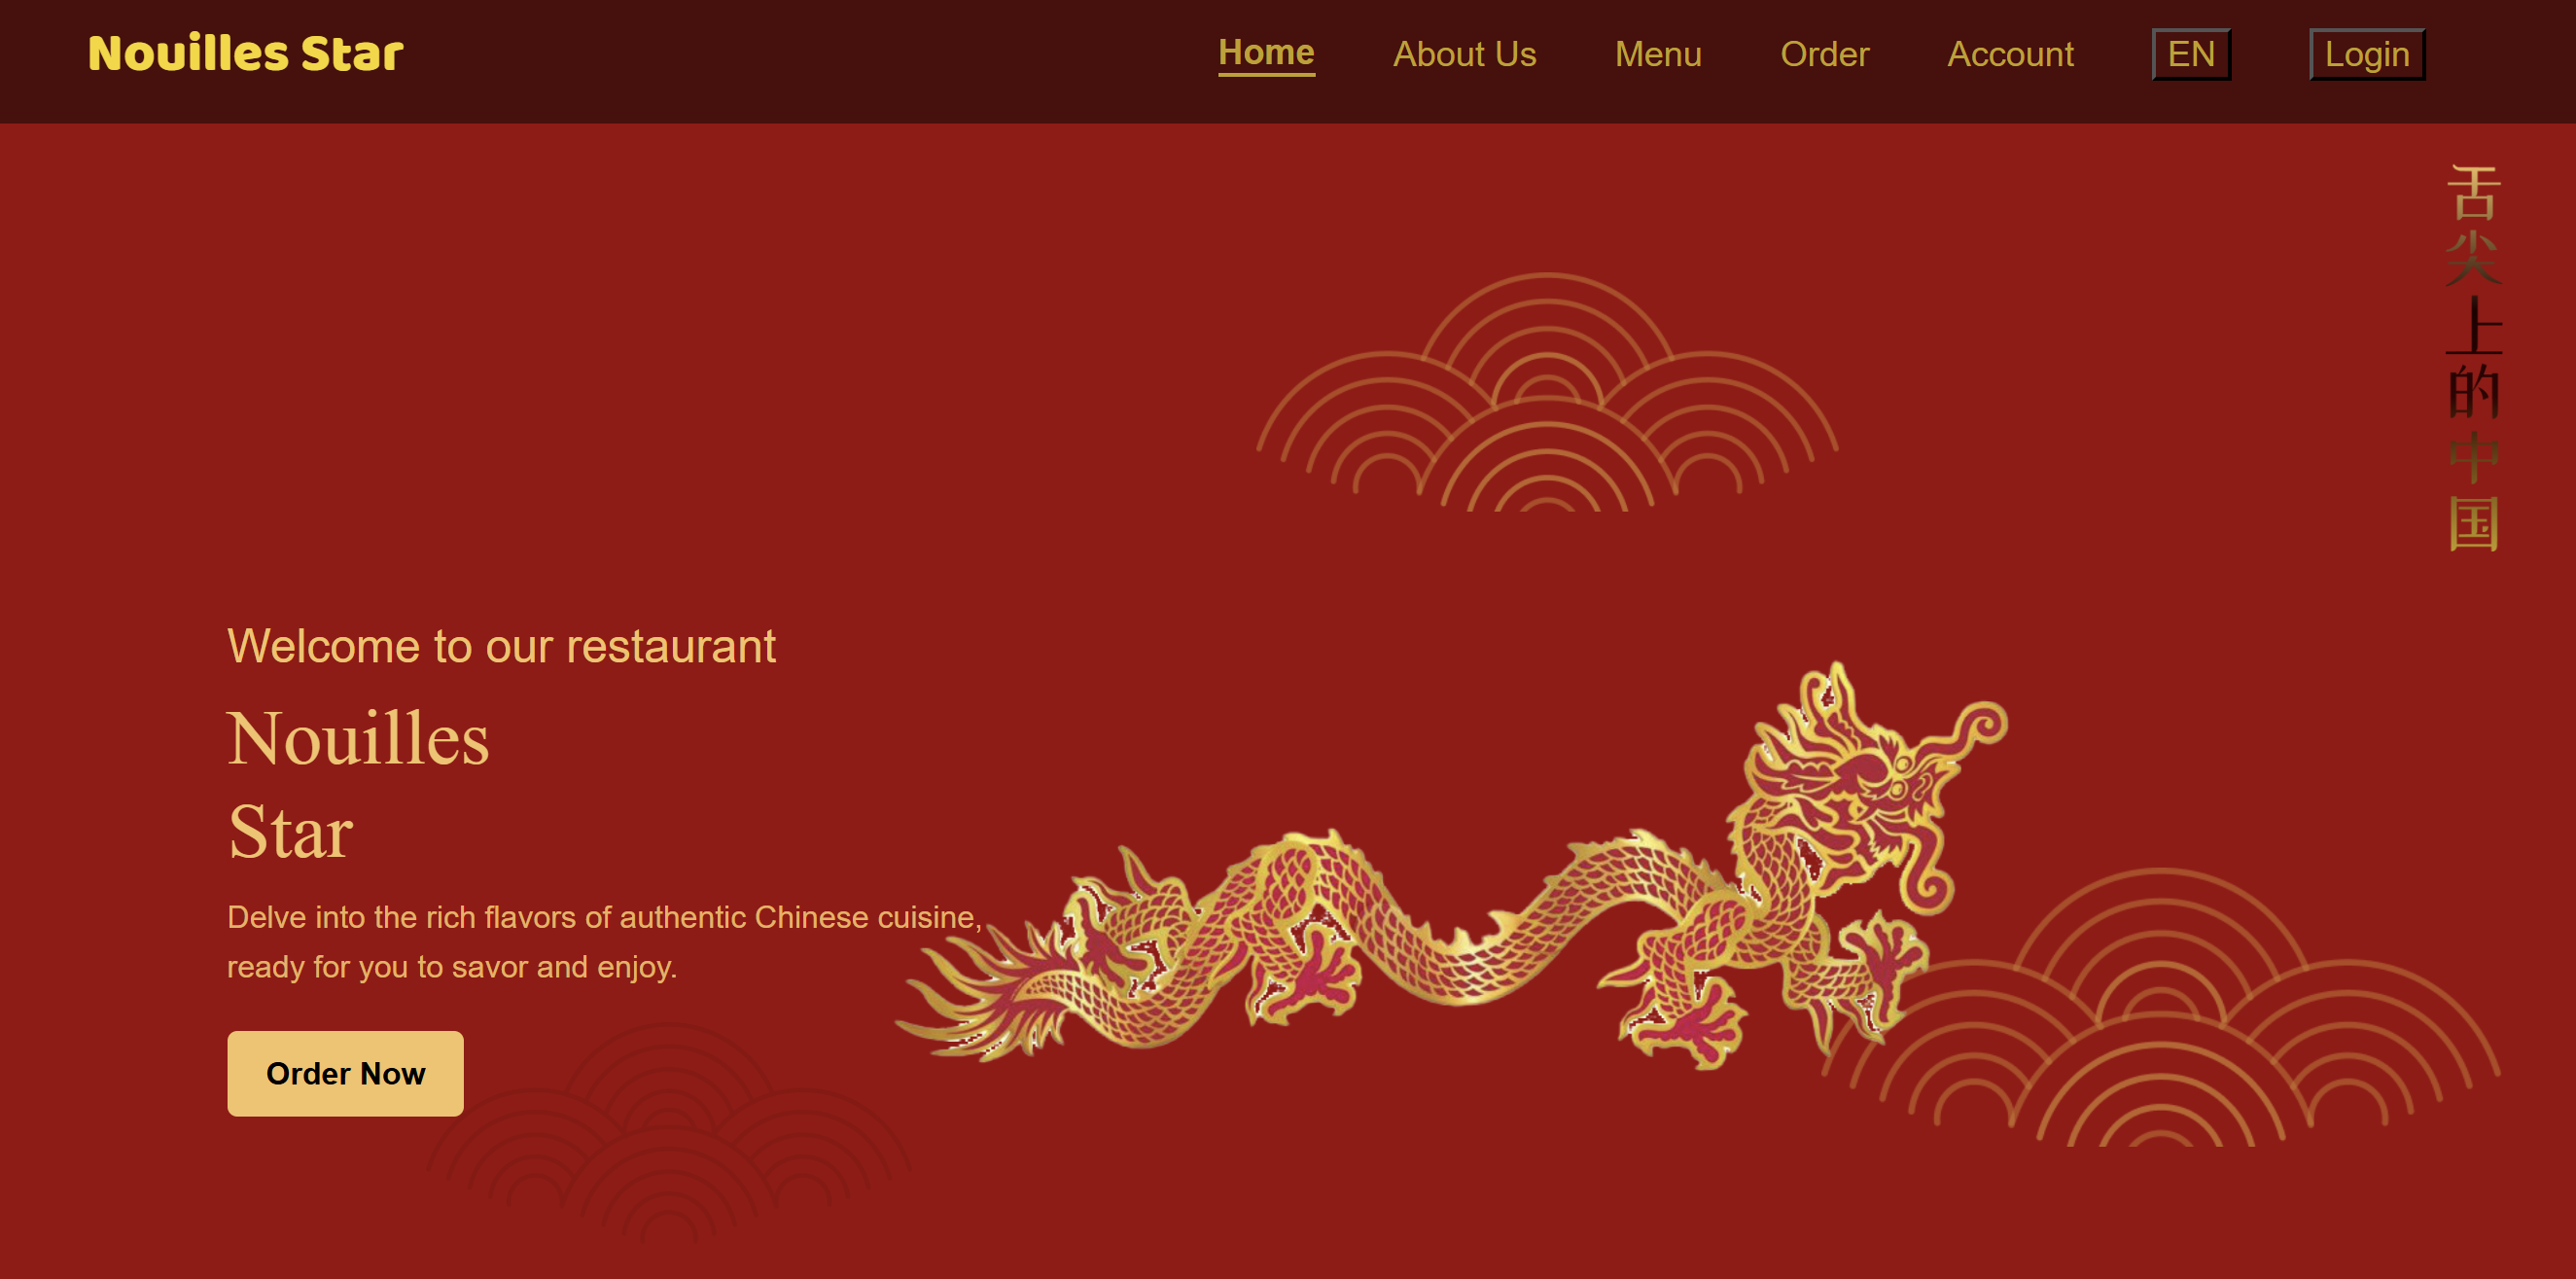 Nouilles Star
Home About Us Menu Order Account EN Login
舌尖上的中国
Welcome to our restaurant
Nouilles
Star
Delve into the rich flavors of authentic Chinese cuisine,
ready for you to savor and enjoy.
Order Now